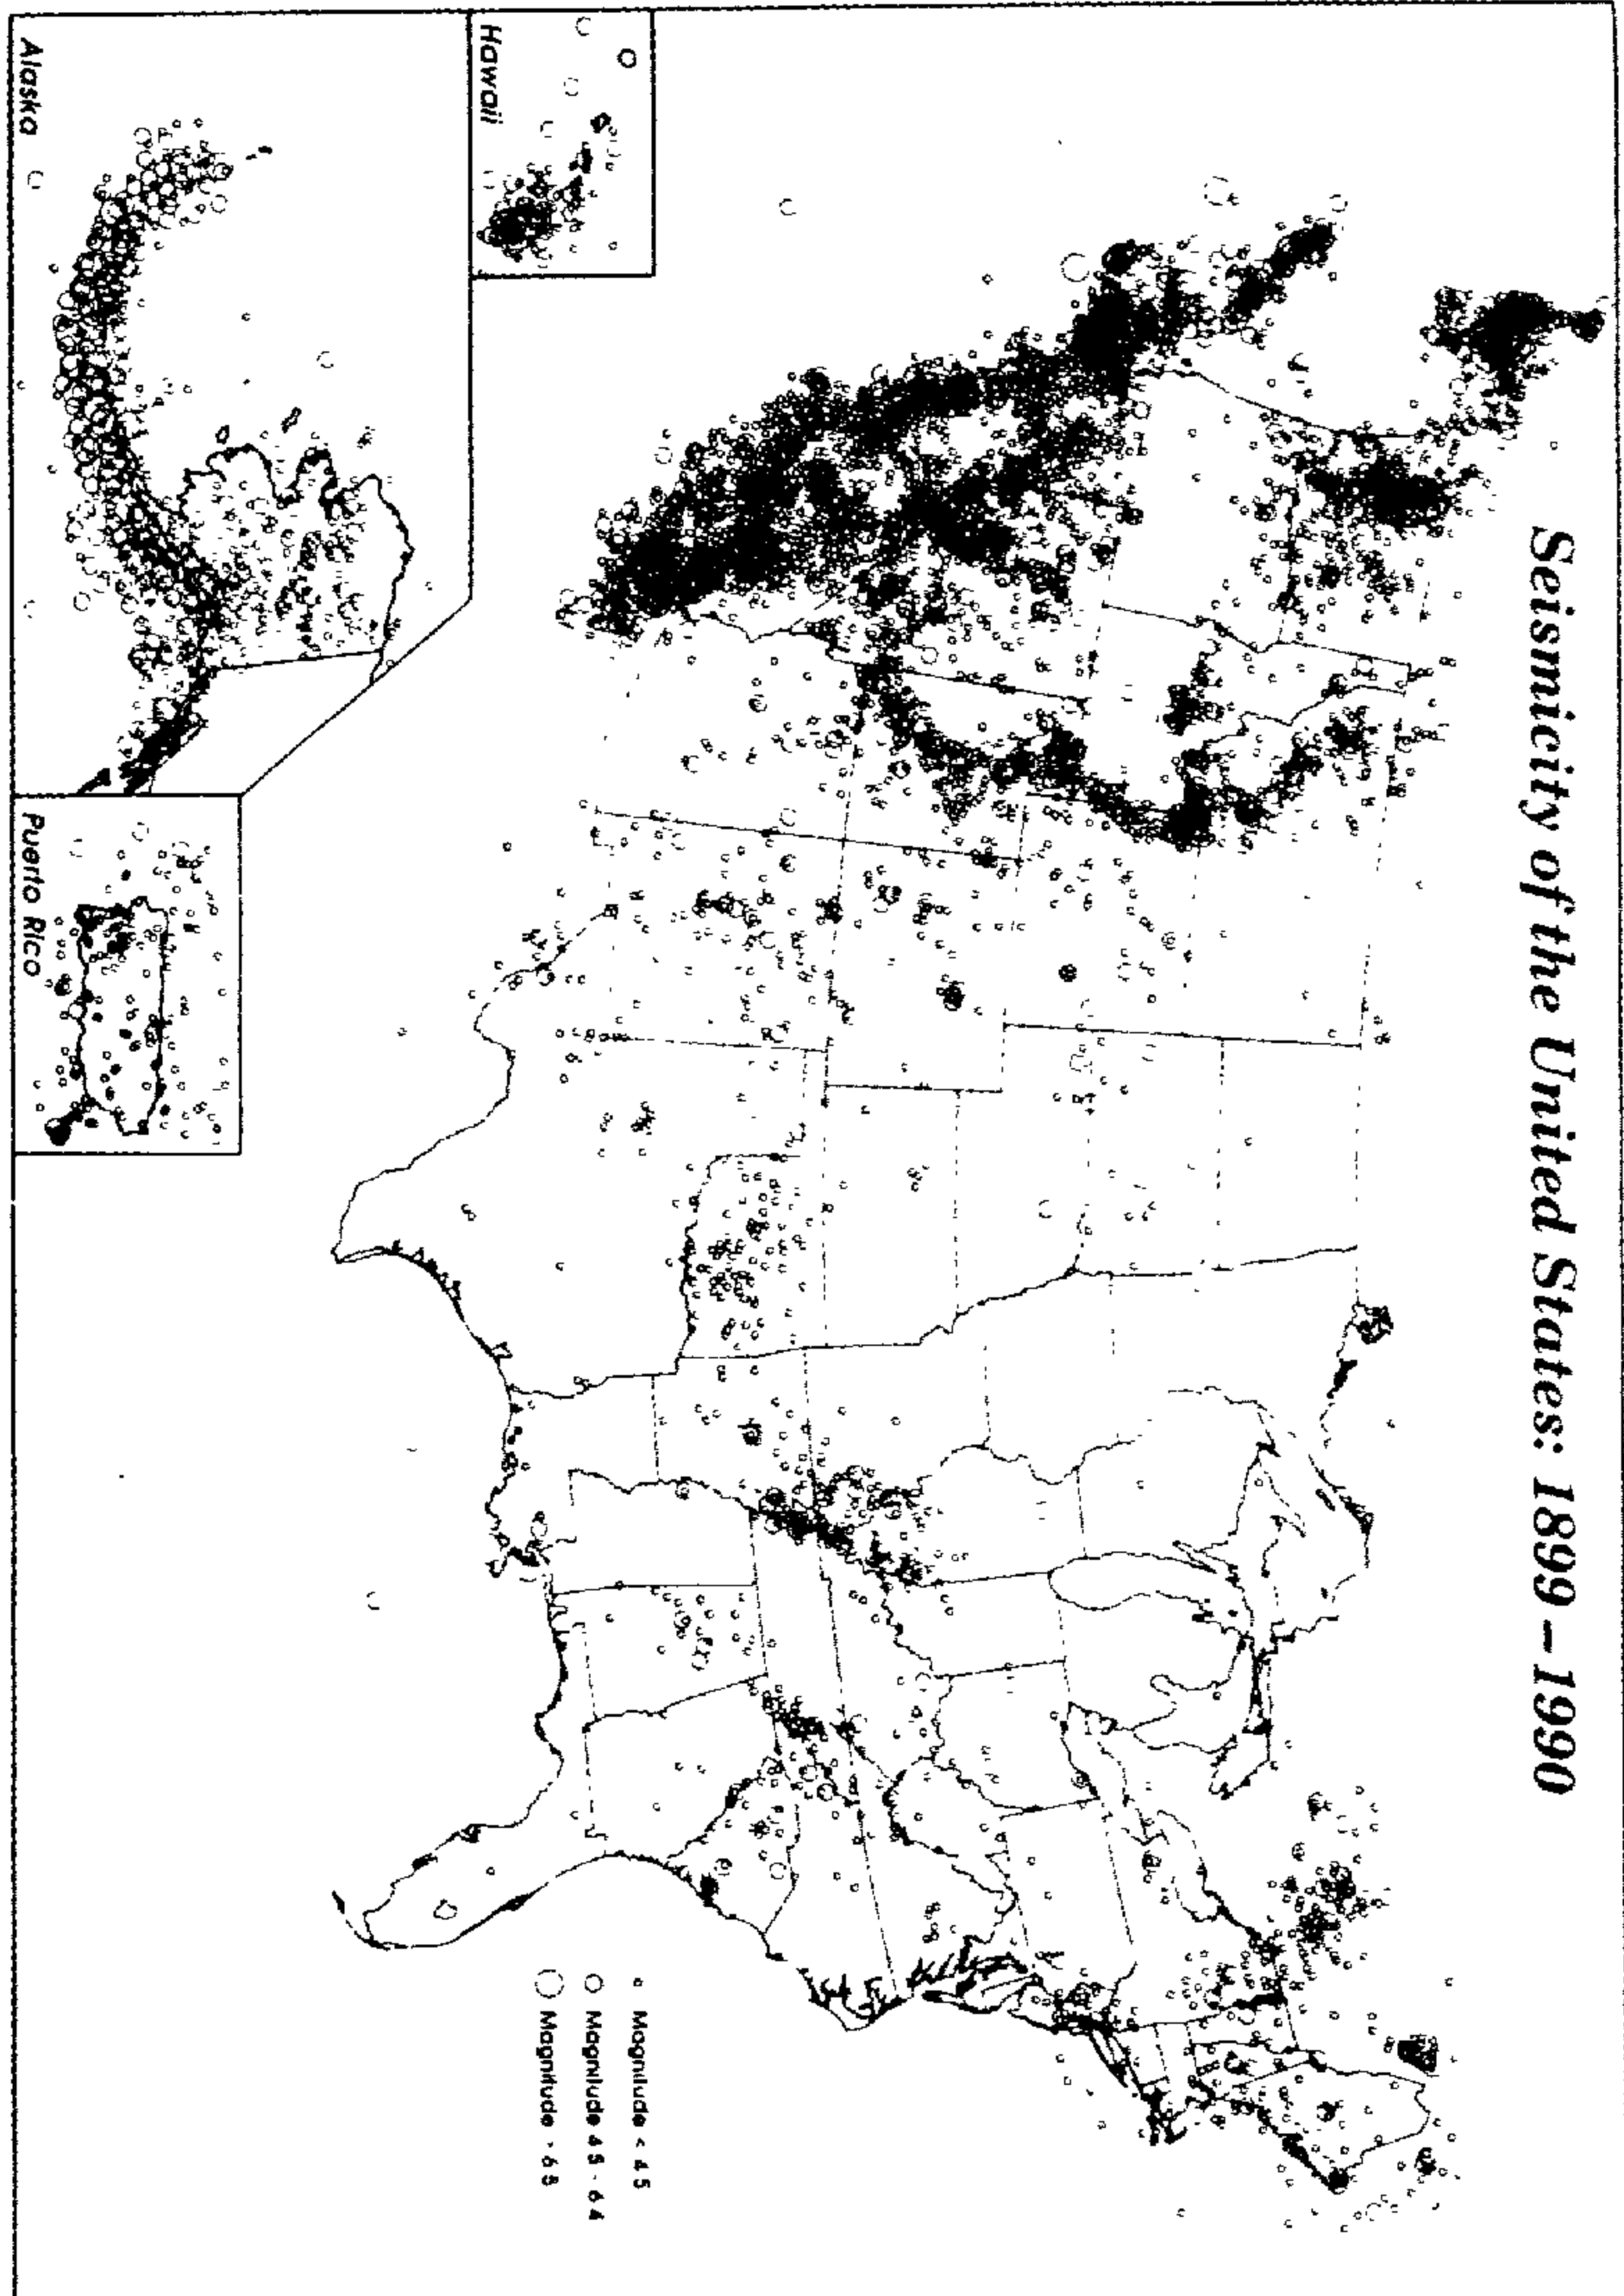 Seismicity of the United States: 1899–1990
Hawaii
Alaska
Puerto Rico
Magnitude < 4.5
Magnitude 4.5 - 6.4